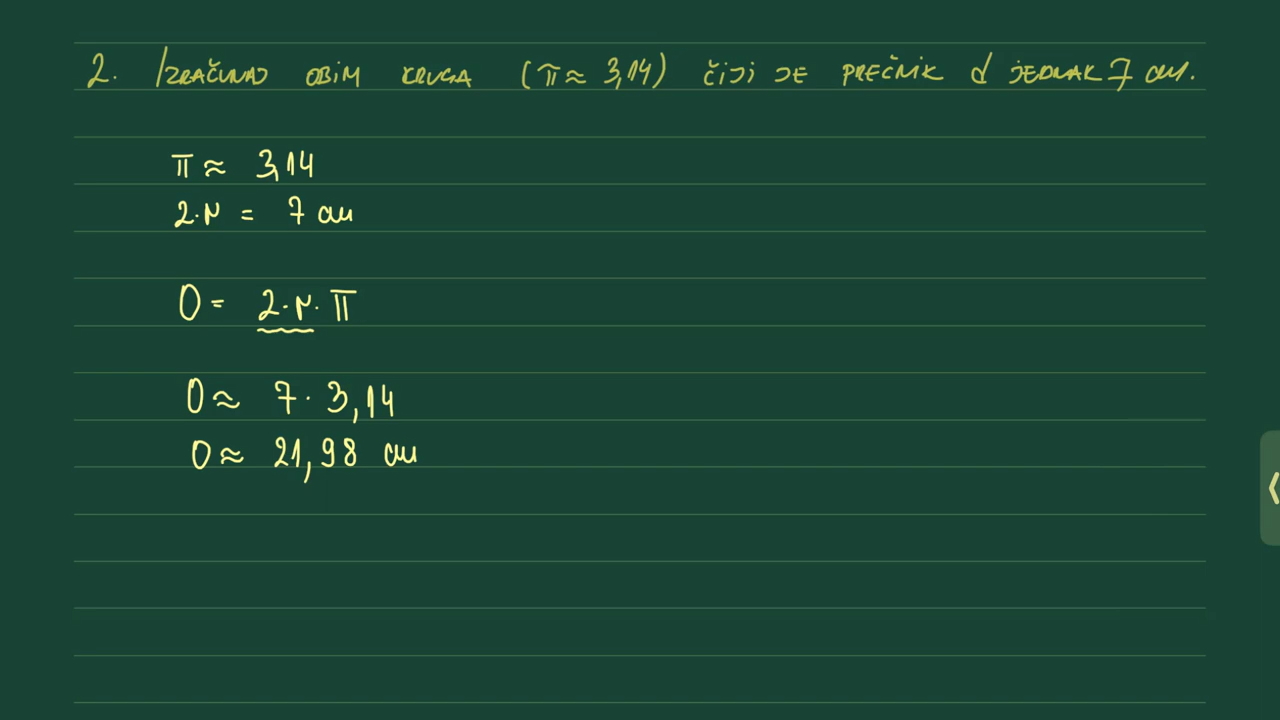 2. IZRAČUNAJ OBIM KRUGA (π ≈ 3,14) ČIJI JE PREČNIK d JEDNAK 7 cm.
π ≈ 3,14
2·r = 7 cm
O = 2·r·π
O ≈ 7·3,14
O ≈ 21,98 cm